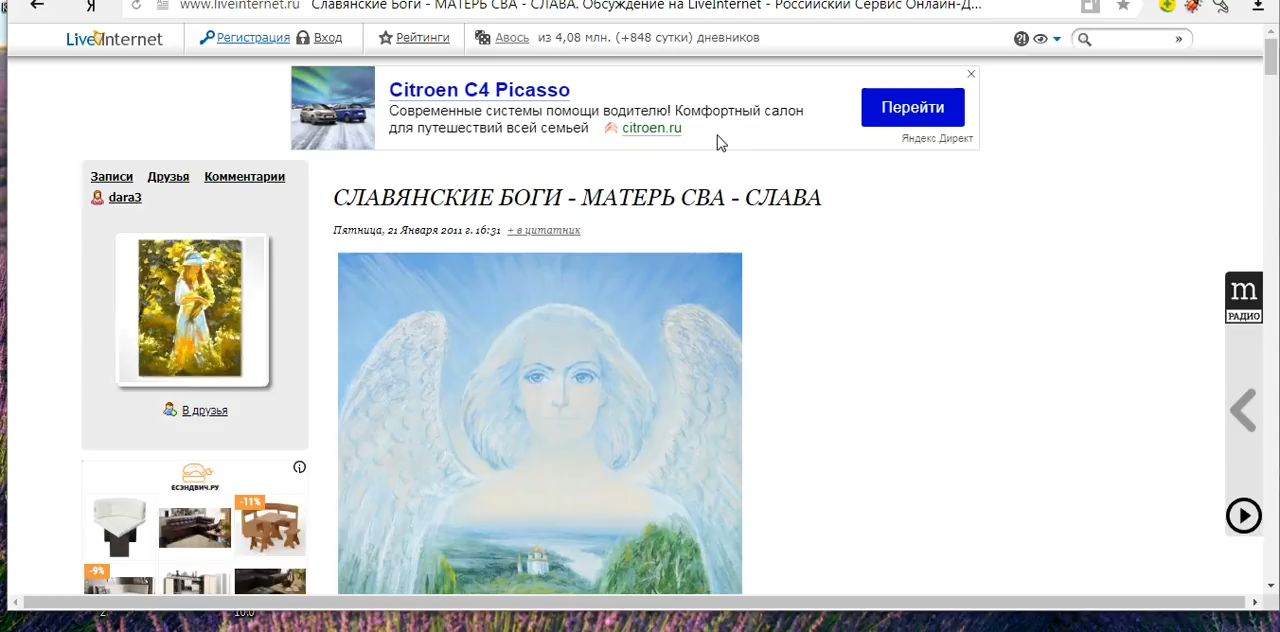 Я www.liveinternet.ru Славянские Боги - МАТЕРЬ СВА - СЛАВА. Обсуждение на LiveInternet - Российский Сервис Онлайн-Д...
LiveInternet Регистрация Вход Рейтинги Авось из 4,08 млн. (+848 сутки) дневников »
Citroen C4 Picasso
Современные системы помощи водителю! Комфортный салон
для путешествий всей семьей citroen.ru
Перейти
Яндекс Директ
Записи Друзья Комментарии
dara3
В друзья
СЛАВЯНСКИЕ БОГИ - МАТЕРЬ СВА - СЛАВА
Пятница, 21 Января 2011 г. 16:31 + в цитатник
m
РАДИО
ЕСЭНДВИЧ.РУ
-11%
-9%